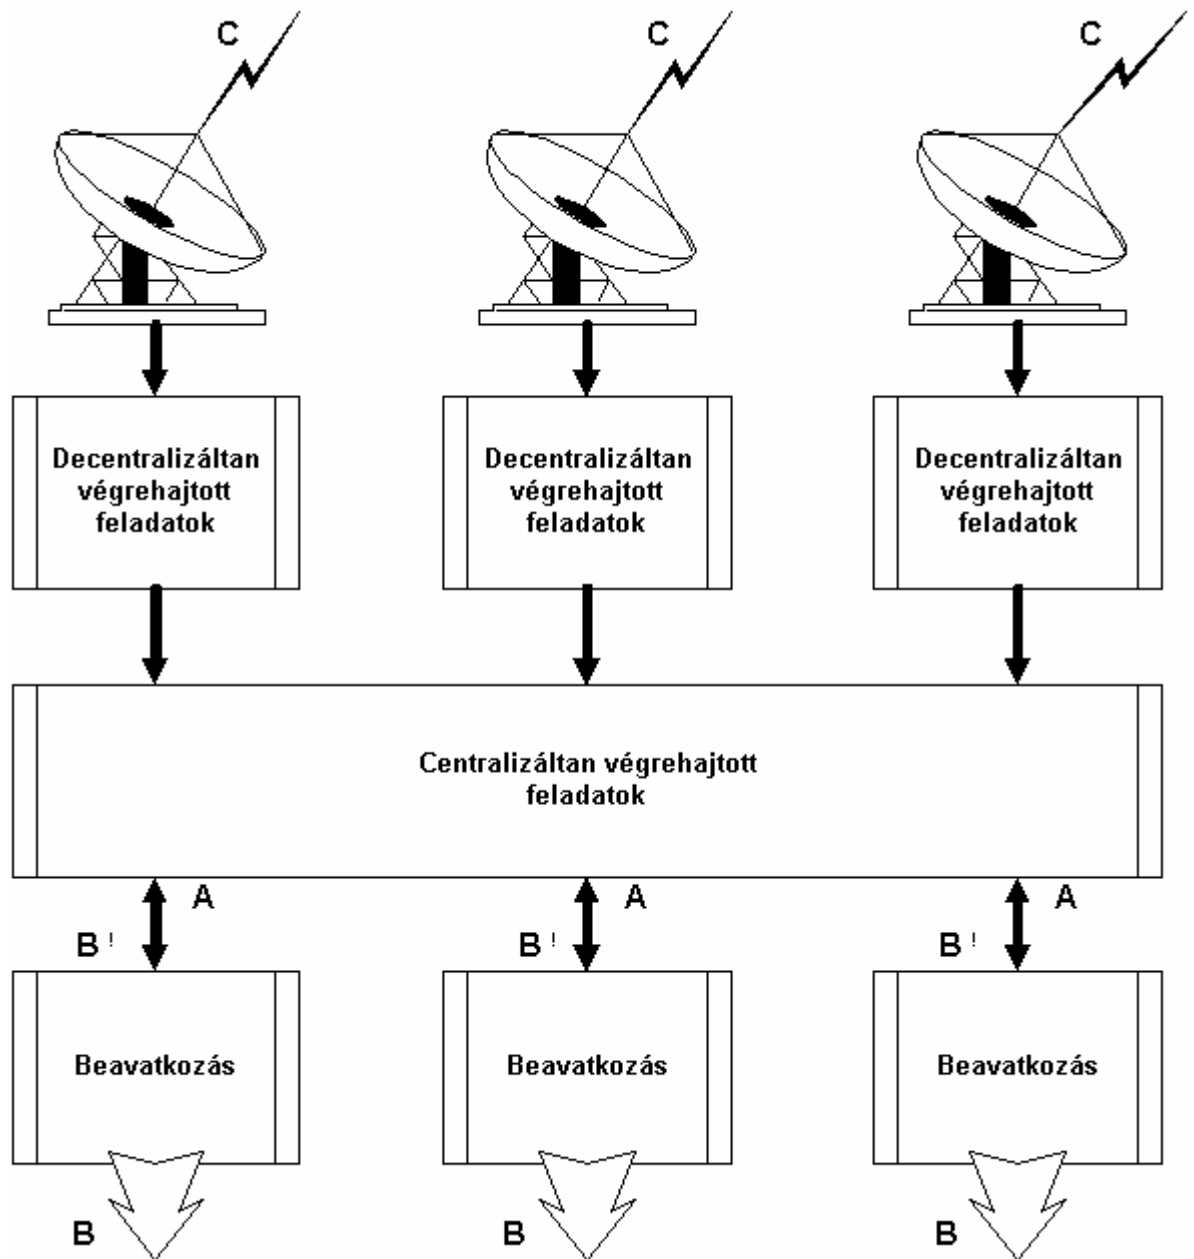 C C C
Decentralizáltan Decentralizáltan Decentralizáltan
végrehajtott végrehajtott végrehajtott
feladatok feladatok feladatok
Centralizáltan végrehajtott
feladatok
A A A
B ! B ! B !
Beavatkozás Beavatkozás Beavatkozás
B B B